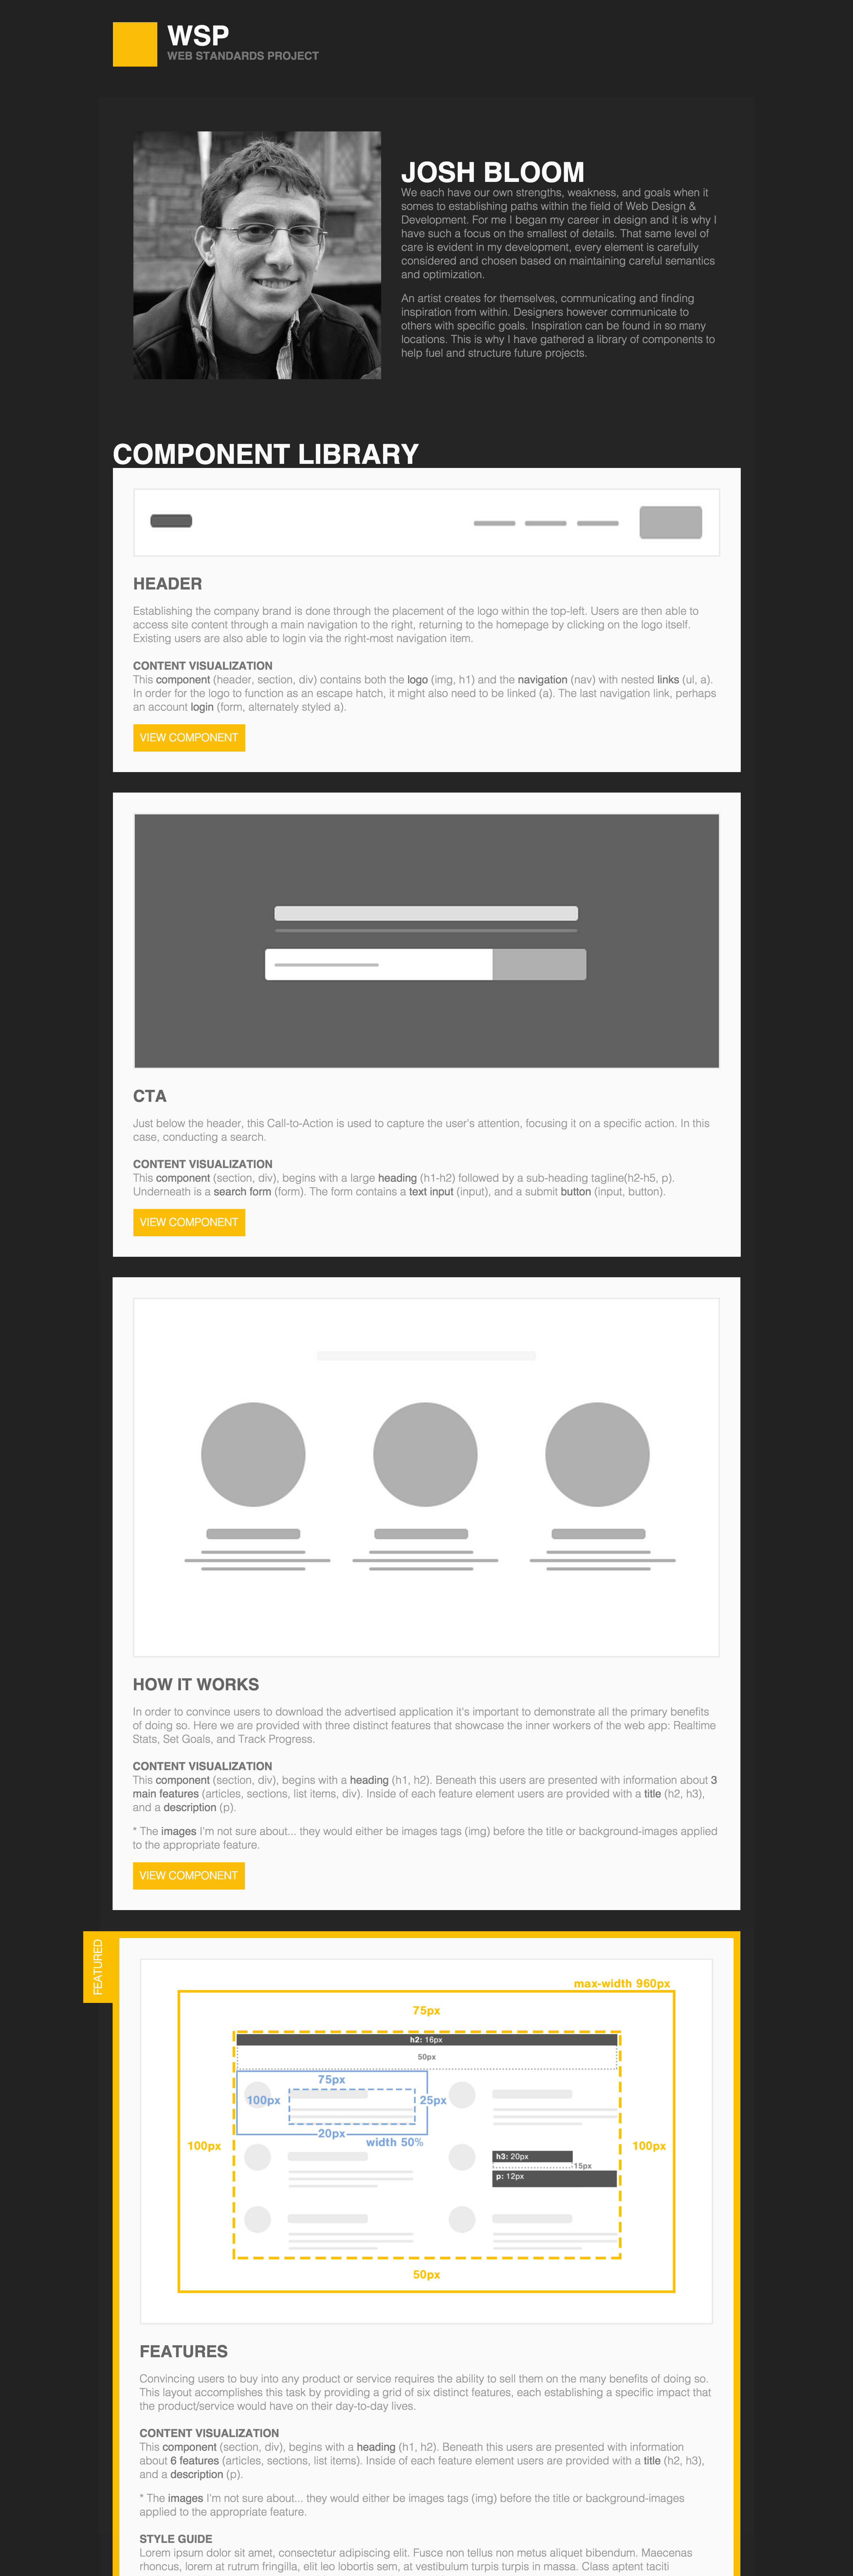 WSP
WEB STANDARDS PROJECT
JOSH BLOOM
We each have our own strengths, weakness, and goals when it
somes to establishing paths within the field of Web Design &
Development. For me I began my career in design and it is why I
have such a focus on the smallest of details. That same level of
care is evident in my development, every element is carefully
considered and chosen based on maintaining careful semantics
and optimization.
An artist creates for themselves, communicating and finding
inspiration from within. Designers however communicate to
others with specific goals. Inspiration can be found in so many
locations. This is why I have gathered a library of components to
help fuel and structure future projects.
COMPONENT LIBRARY
HEADER
Establishing the company brand is done through the placement of the logo within the top-left. Users are then able to
access site content through a main navigation to the right, returning to the homepage by clicking on the logo itself.
Existing users are also able to login via the right-most navigation item.
CONTENT VISUALIZATION
This component (header, section, div) contains both the logo (img, h1) and the navigation (nav) with nested links (ul, a).
In order for the logo to function as an escape hatch, it might also need to be linked (a). The last navigation link, perhaps
an account login (form, alternately styled a).
VIEW COMPONENT
CTA
Just below the header, this Call-to-Action is used to capture the user's attention, focusing it on a specific action. In this
case, conducting a search.
CONTENT VISUALIZATION
This component (section, div), begins with a large heading (h1-h2) followed by a sub-heading tagline(h2-h5, p).
Underneath is a search form (form). The form contains a text input (input), and a submit button (input, button).
VIEW COMPONENT
HOW IT WORKS
In order to convince users to download the advertised application it's important to demonstrate all the primary benefits
of doing so. Here we are provided with three distinct features that showcase the inner workers of the web app: Realtime
Stats, Set Goals, and Track Progress.
CONTENT VISUALIZATION
This component (section, div), begins with a heading (h1, h2). Beneath this users are presented with information about 3
main features (articles, sections, list items, div). Inside of each feature element users are provided with a title (h2, h3),
and a description (p).
* The images I'm not sure about... they would either be images tags (img) before the title or background-images applied
to the appropriate feature.
VIEW COMPONENT
FEATURED
max-width 960px
75px
h2: 16px
50px
75px
100px
25px
20px
width 50%
100px
100px
h3: 20px
15px
p: 12px
50px
FEATURES
Convincing users to buy into any product or service requires the ability to sell them on the many benefits of doing so.
This layout accomplishes this task by providing a grid of six distinct features, each establishing a specific impact that
the product/service would have on their day-to-day lives.
CONTENT VISUALIZATION
This component (section, div), begins with a heading (h1, h2). Beneath this users are presented with information
about 6 features (articles, sections, list items). Inside of each feature element users are provided with a title (h2, h3),
and a description (p).
* The images I'm not sure about... they would either be images tags (img) before the title or background-images
applied to the appropriate feature.
STYLE GUIDE
Lorem ipsum dolor sit amet, consectetur adipiscing elit. Fusce non tellus non metus aliquet bibendum. Maecenas
rhoncus, lorem at rutrum fringilla, elit leo lobortis sem, at vestibulum turpis turpis in massa. Class aptent taciti